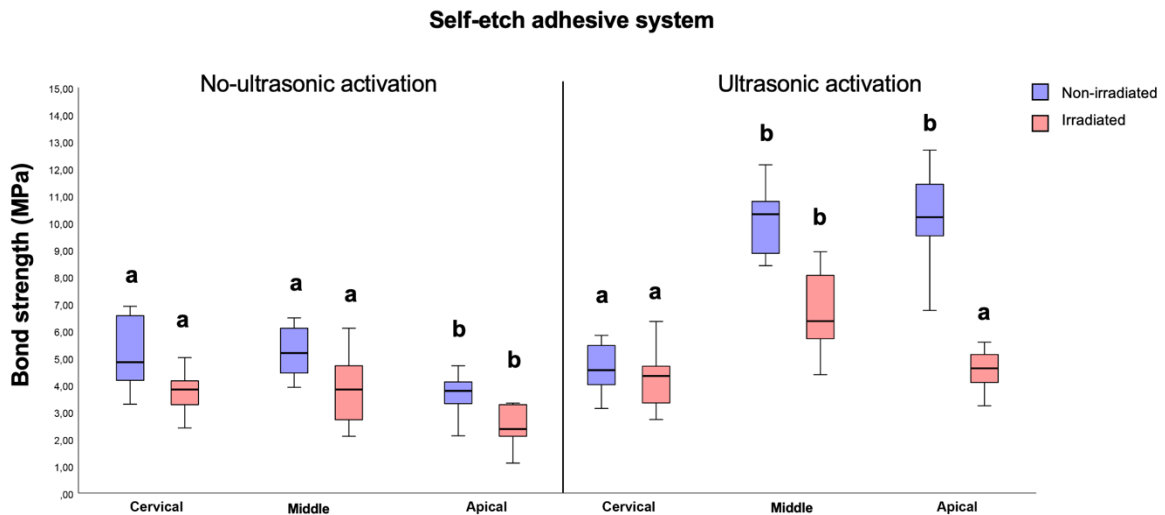 Self-etch adhesive system
No-ultrasonic activation
Ultrasonic activation
Non-irradiated
Irradiated
Bond strength (MPa)
15,00
14,00
13,00
12,00
11,00
10,00
9,00
8,00
7,00
6,00
5,00
4,00
3,00
2,00
1,00
,00
a
a
a
a
b
b
a
a
b
b
b
a
Cervical
Middle
Apical
Cervical
Middle
Apical